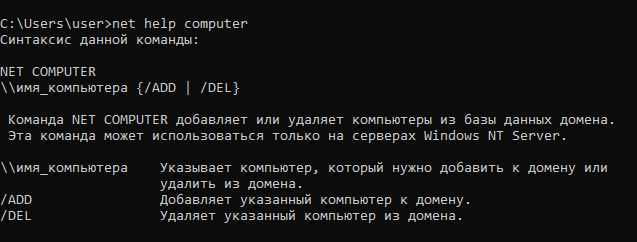 C:\Users\user>net help computer
Синтаксис данной команды:
NET COMPUTER
\\имя_компьютера {/ADD | /DEL}
Команда NET COMPUTER добавляет или удаляет компьютеры из базы данных домена.
Эта команда может использоваться только на серверах Windows NT Server.
\\имя_компьютера Указывает компьютер, который нужно добавить к домену или
удалить из домена.
/ADD Добавляет указанный компьютер к домену.
/DEL Удаляет указанный компьютер из домена.